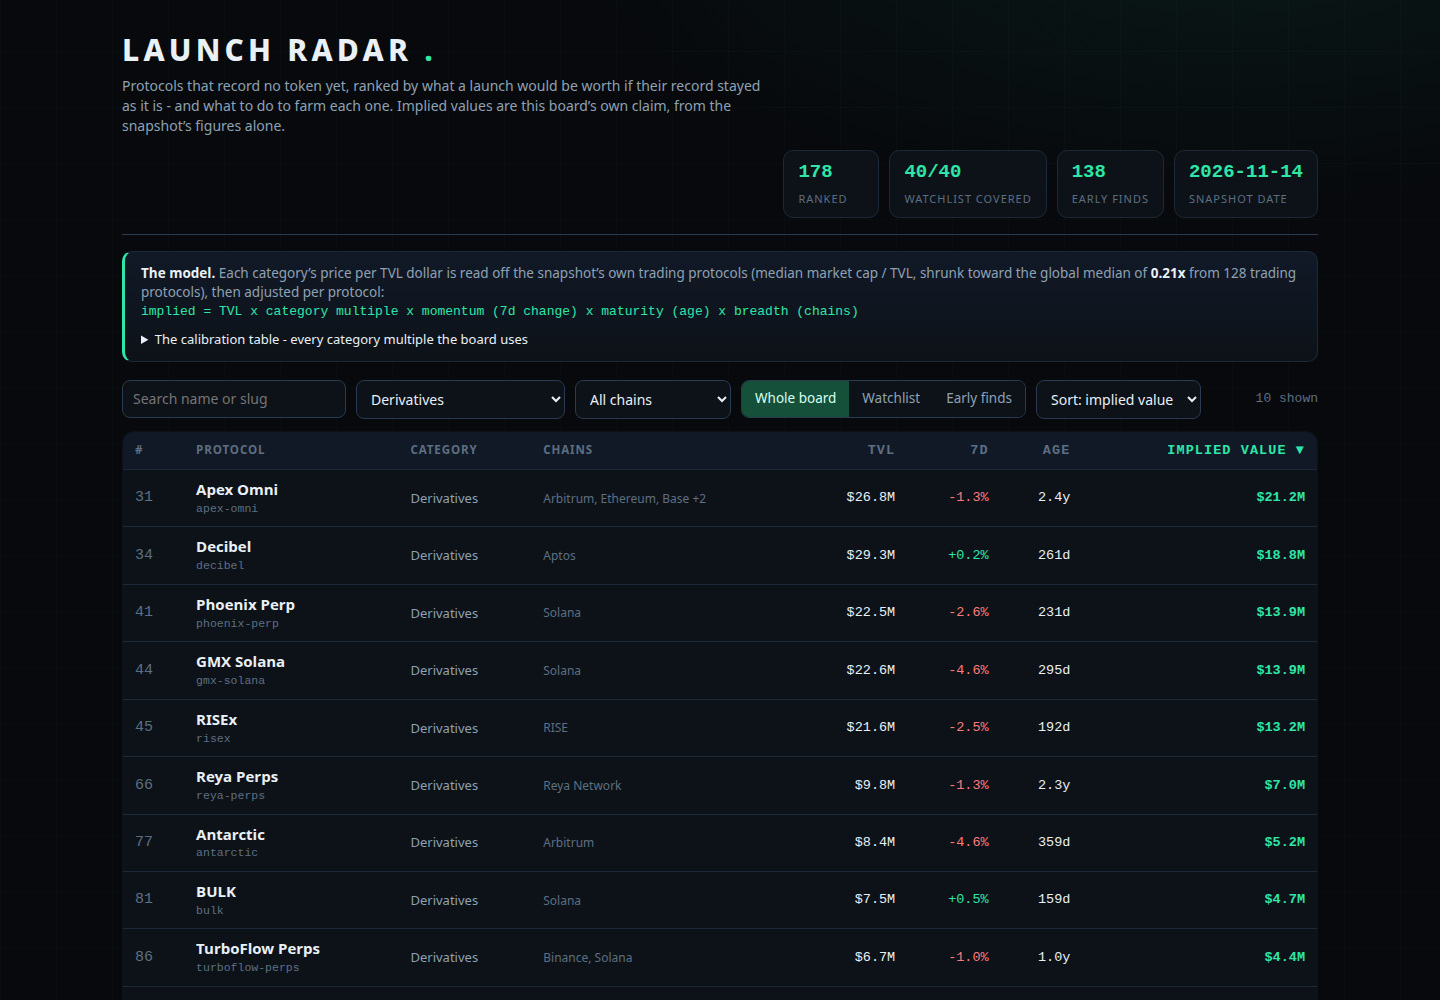 LAUNCH RADAR .
Protocols that record no token yet, ranked by what a launch would be worth if their record stayed
as it is - and what to do to farm each one. Implied values are this board's own claim, from the
snapshot's figures alone.
178 40/40 138 2026-11-14
RANKED WATCHLIST COVERED EARLY FINDS SNAPSHOT DATE
The model. Each category's price per TVL dollar is read off the snapshot's own trading protocols (median market cap / TVL, shrunk toward the global median of 0.21x from 128 trading
protocols), then adjusted per protocol:
implied = TVL x category multiple x momentum (7d change) x maturity (age) x breadth (chains)
▶ The calibration table - every category multiple the board uses
Search name or slug Derivatives All chains Whole board Watchlist Early finds Sort: implied value 10 shown
# PROTOCOL CATEGORY CHAINS TVL 7D AGE IMPLIED VALUE ▼
31 Apex Omni Derivatives Arbitrum, Ethereum, Base +2 $26.8M -1.3% 2.4y $21.2M
apex-omni
34 Decibel Derivatives Aptos $29.3M +0.2% 261d $18.8M
decibel
41 Phoenix Perp Derivatives Solana $22.5M -2.6% 231d $13.9M
phoenix-perp
44 GMX Solana Derivatives Solana $22.6M -4.6% 295d $13.9M
gmx-solana
45 RISEx Derivatives RISE $21.6M -2.5% 192d $13.2M
risex
66 Reya Perps Derivatives Reya Network $9.8M -1.3% 2.3y $7.0M
reya-perps
77 Antarctic Derivatives Arbitrum $8.4M -4.6% 359d $5.2M
antarctic
81 BULK Derivatives Solana $7.5M +0.5% 159d $4.7M
bulk
86 TurboFlow Perps Derivatives Binance, Solana $6.7M -1.0% 1.0y $4.4M
turboflow-perps